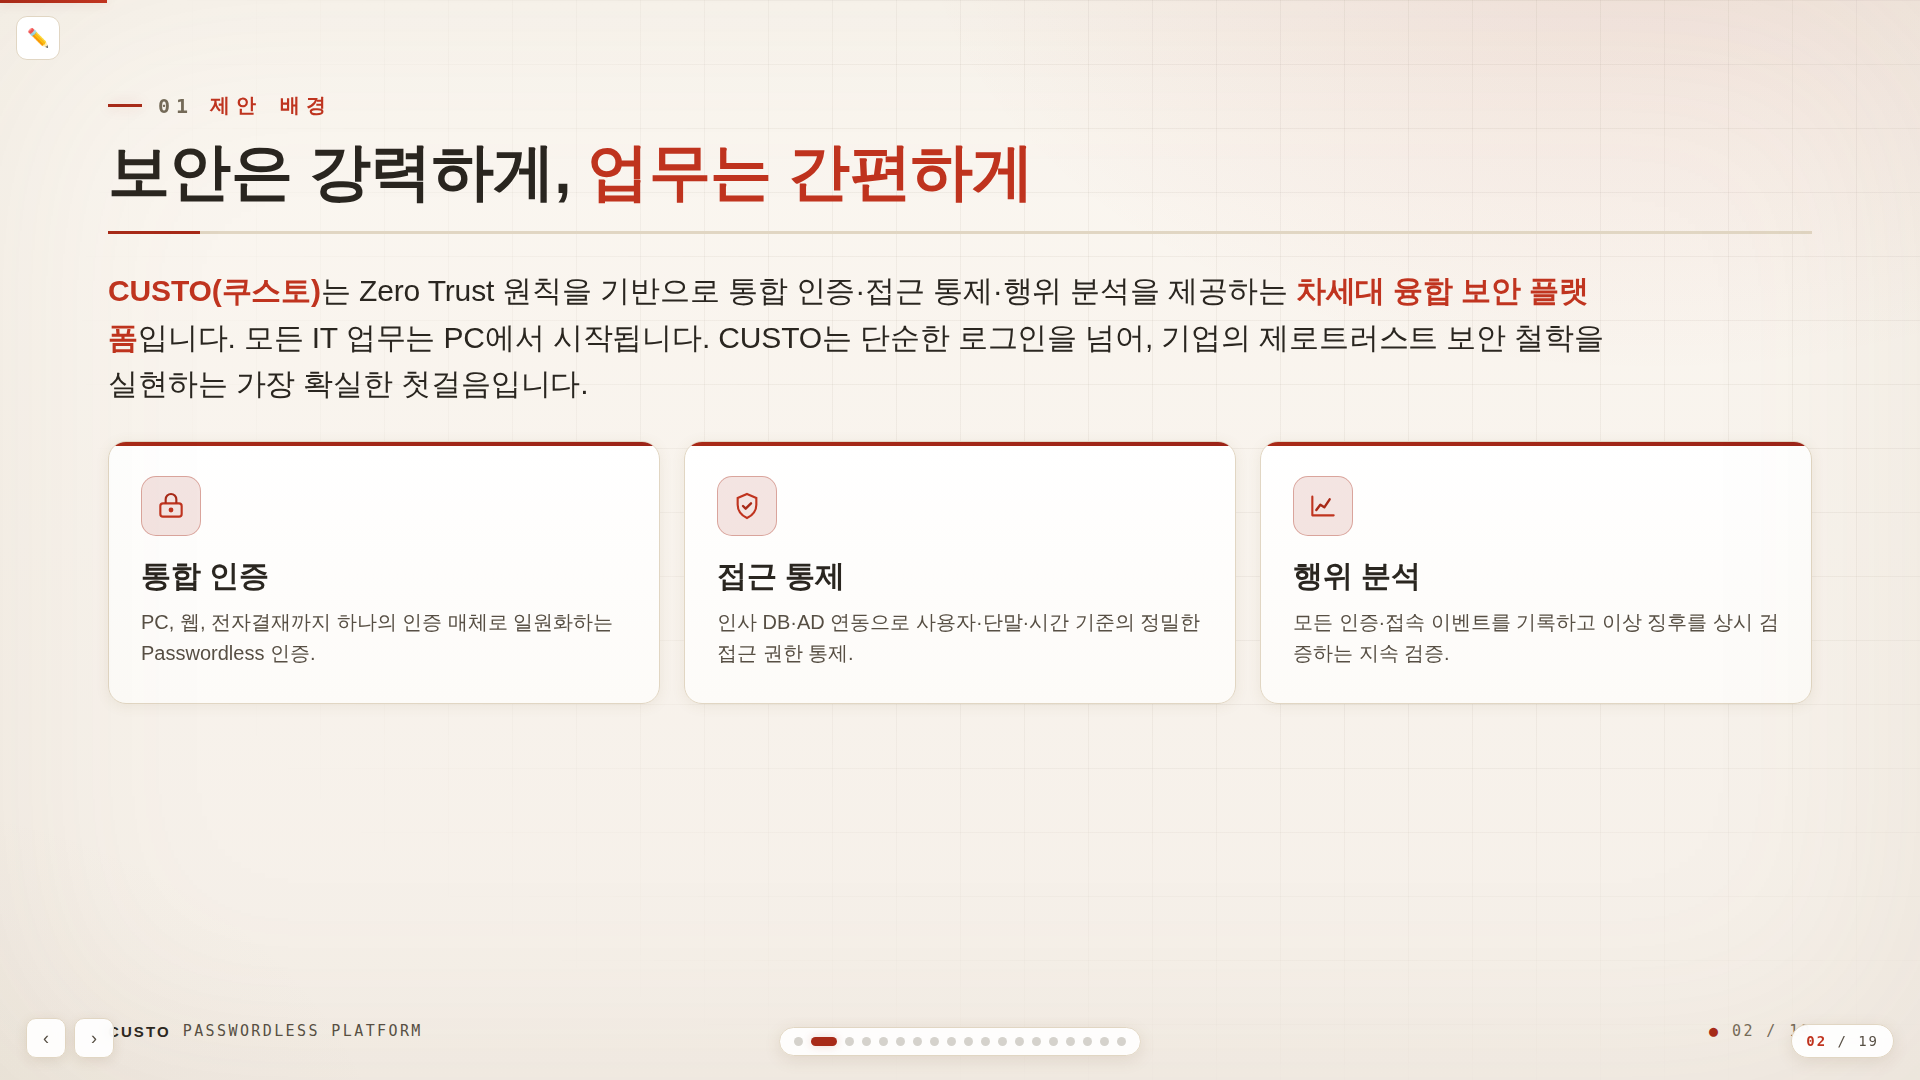 01 제안 배경
보안은 강력하게, 업무는 간편하게
CUSTO(쿠스토)는 Zero Trust 원칙을 기반으로 통합 인증·접근 통제·행위 분석을 제공하는 차세대 융합 보안 플랫
폼입니다. 모든 IT 업무는 PC에서 시작됩니다. CUSTO는 단순한 로그인을 넘어, 기업의 제로트러스트 보안 철학을
실현하는 가장 확실한 첫걸음입니다.
통합 인증
PC, 웹, 전자결재까지 하나의 인증 매체로 일원화하는
Passwordless 인증.
접근 통제
인사 DB·AD 연동으로 사용자·단말·시간 기준의 정밀한
접근 권한 통제.
행위 분석
모든 인증·접속 이벤트를 기록하고 이상 징후를 상시 검
증하는 지속 검증.
‹ ›
CUSTO PASSWORDLESS PLATFORM
02 /
02 / 19